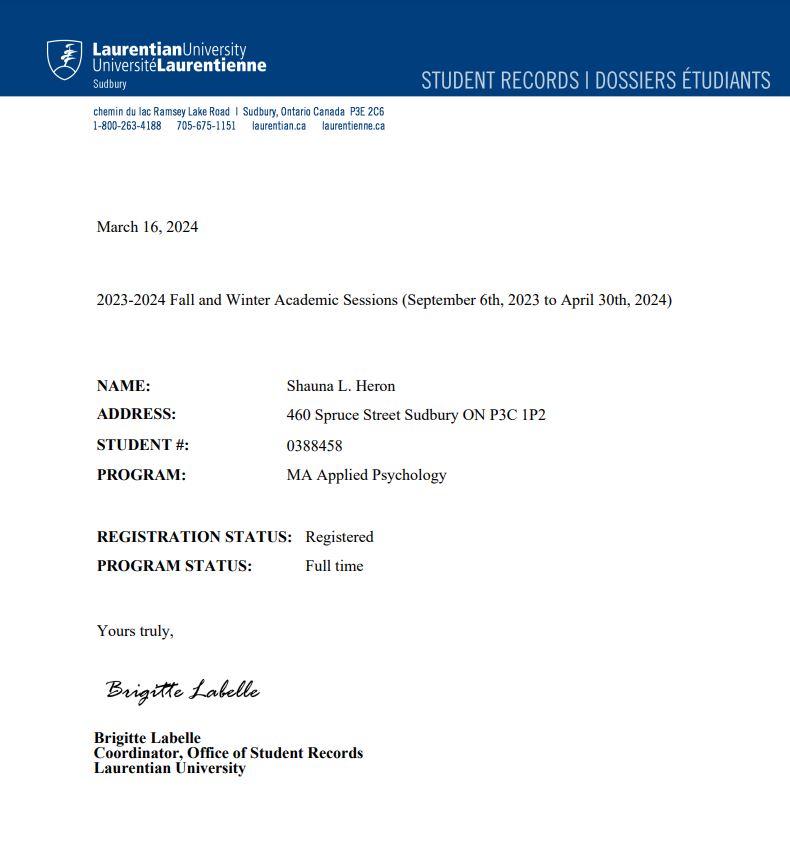 LaurentianUniversity
UniversitéLaurentienne
Sudbury
STUDENT RECORDS | DOSSIERS ÉTUDIANTS
chemin du lac Ramsey Lake Road | Sudbury, Ontario Canada P3E 2C6
1-800-263-4188 705-675-1151 laurentian.ca laurentienne.ca
March 16, 2024
2023-2024 Fall and Winter Academic Sessions (September 6th, 2023 to April 30th, 2024)
NAME: Shauna L. Heron
ADDRESS: 460 Spruce Street Sudbury ON P3C 1P2
STUDENT #: 0388458
PROGRAM: MA Applied Psychology
REGISTRATION STATUS: Registered
PROGRAM STATUS: Full time
Yours truly,
Brigitte Labelle
Brigitte Labelle
Coordinator, Office of Student Records
Laurentian University